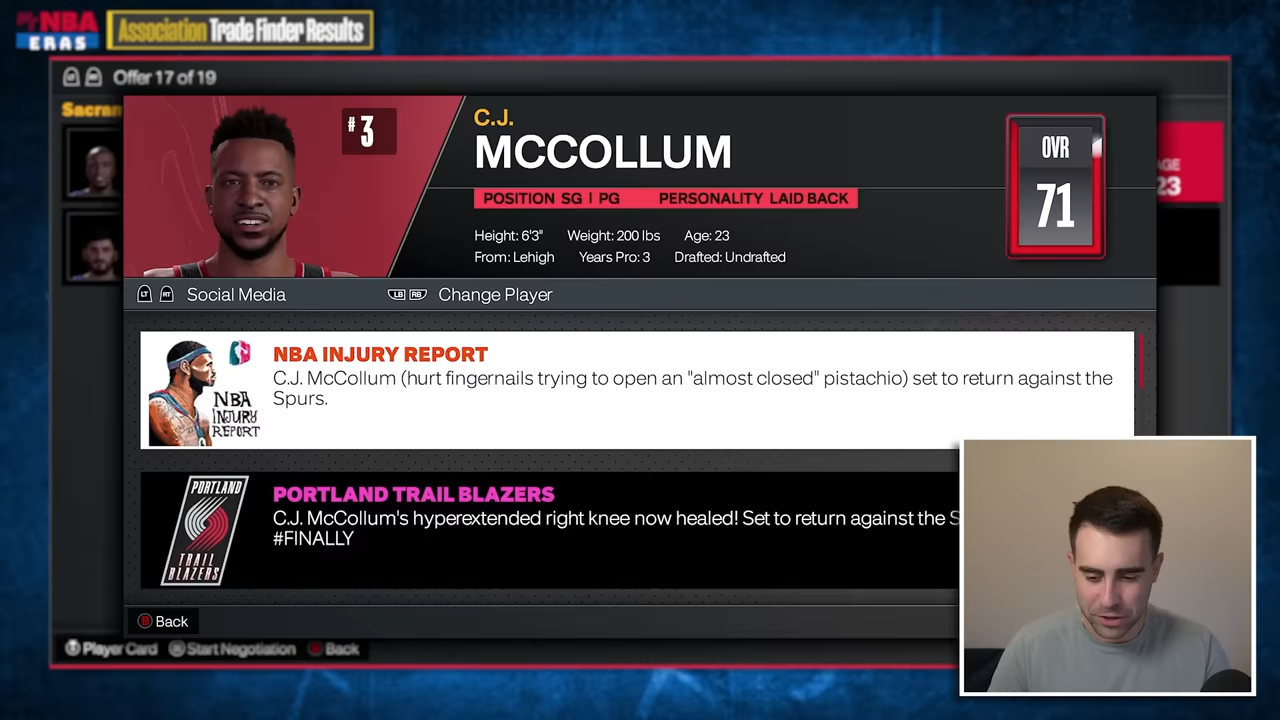 NBA
ERAS
Association Trade Finder Results
Offer 17 of 19
#3
C.J.
MCCOLLUM
POSITION SG | PG PERSONALITY LAID BACK
Height: 6'3" Weight: 200 lbs Age: 23
From: Lehigh Years Pro: 3 Drafted: Undrafted
OVR
71
23
LT RT Social Media LB RB Change Player
NBA INJURY REPORT
C.J. McCollum (hurt fingernails trying to open an "almost closed" pistachio) set to return against the
Spurs.
NBA
INJURY
REPORT
PORTLAND TRAIL BLAZERS
C.J. McCollum's hyperextended right knee now healed! Set to return against the S
#FINALLY
PORTLAND
TRAIL
BLAZERS
B Back
Player Card Start Negotiation Back